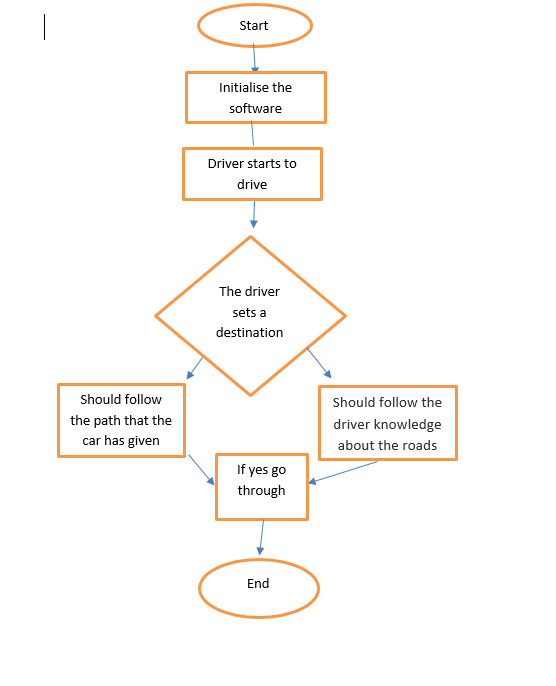 Start
Initialise the
software
Driver starts to
drive
The driver
sets a
destination
Should follow
the path that the
car has given
Should follow the
driver knowledge
about the roads
If yes go
through
End